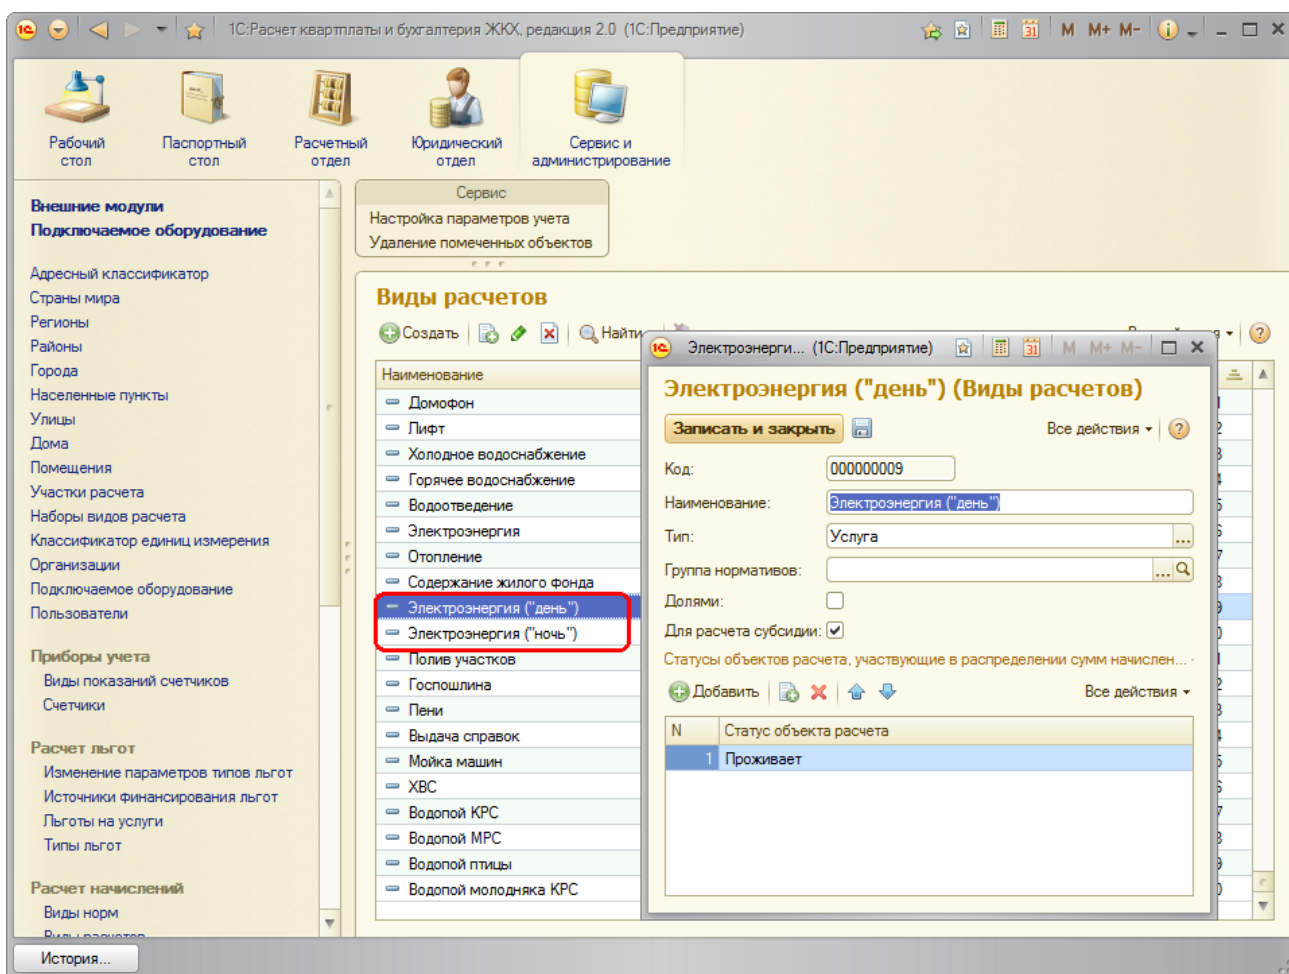 1С:Расчет квартплаты и бухгалтерия ЖКХ, редакция 2.0 (1С:Предприятие)
31 M M+ M-
Рабочий стол
Паспортный стол
Расчетный отдел
Юридический отдел
Сервис и администрирование
Внешние модули
Подключаемое оборудование
Адресный классификатор
Страны мира
Регионы
Районы
Города
Населенные пункты
Улицы
Дома
Помещения
Участки расчета
Наборы видов расчета
Классификатор единиц измерения
Организации
Подключаемое оборудование
Пользователи
Приборы учета
Виды показаний счетчиков
Счетчики
Расчет льгот
Изменение параметров типов льгот
Источники финансирования льгот
Льготы на услуги
Типы льгот
Расчет начислений
Виды норм
Сервис
Настройка параметров учета
Удаление помеченных объектов
Виды расчетов
Создать
Найти
Наименование
Домофон
Лифт
Холодное водоснабжение
Горячее водоснабжение
Водоотведение
Электроэнергия
Отопление
Содержание жилого фонда
Электроэнергия ("день")
Электроэнергия ("ночь")
Полив участков
Госпошлина
Пени
Выдача справок
Мойка машин
ХВС
Водопой КРС
Водопой МРС
Водопой птицы
Водопой молодняка КРС
Электроэнерги... (1С:Предприятие)
31 M M+ M-
Электроэнергия ("день") (Виды расчетов)
Записать и закрыть
Все действия
Код: 000000009
Наименование: Электроэнергия ("день")
Тип: Услуга
Группа нормативов:
Долями:
Для расчета субсидии:
Статусы объектов расчета, участвующие в распределении сумм начислен...
Добавить
Все действия
N Статус объекта расчета
1 Проживает
История...